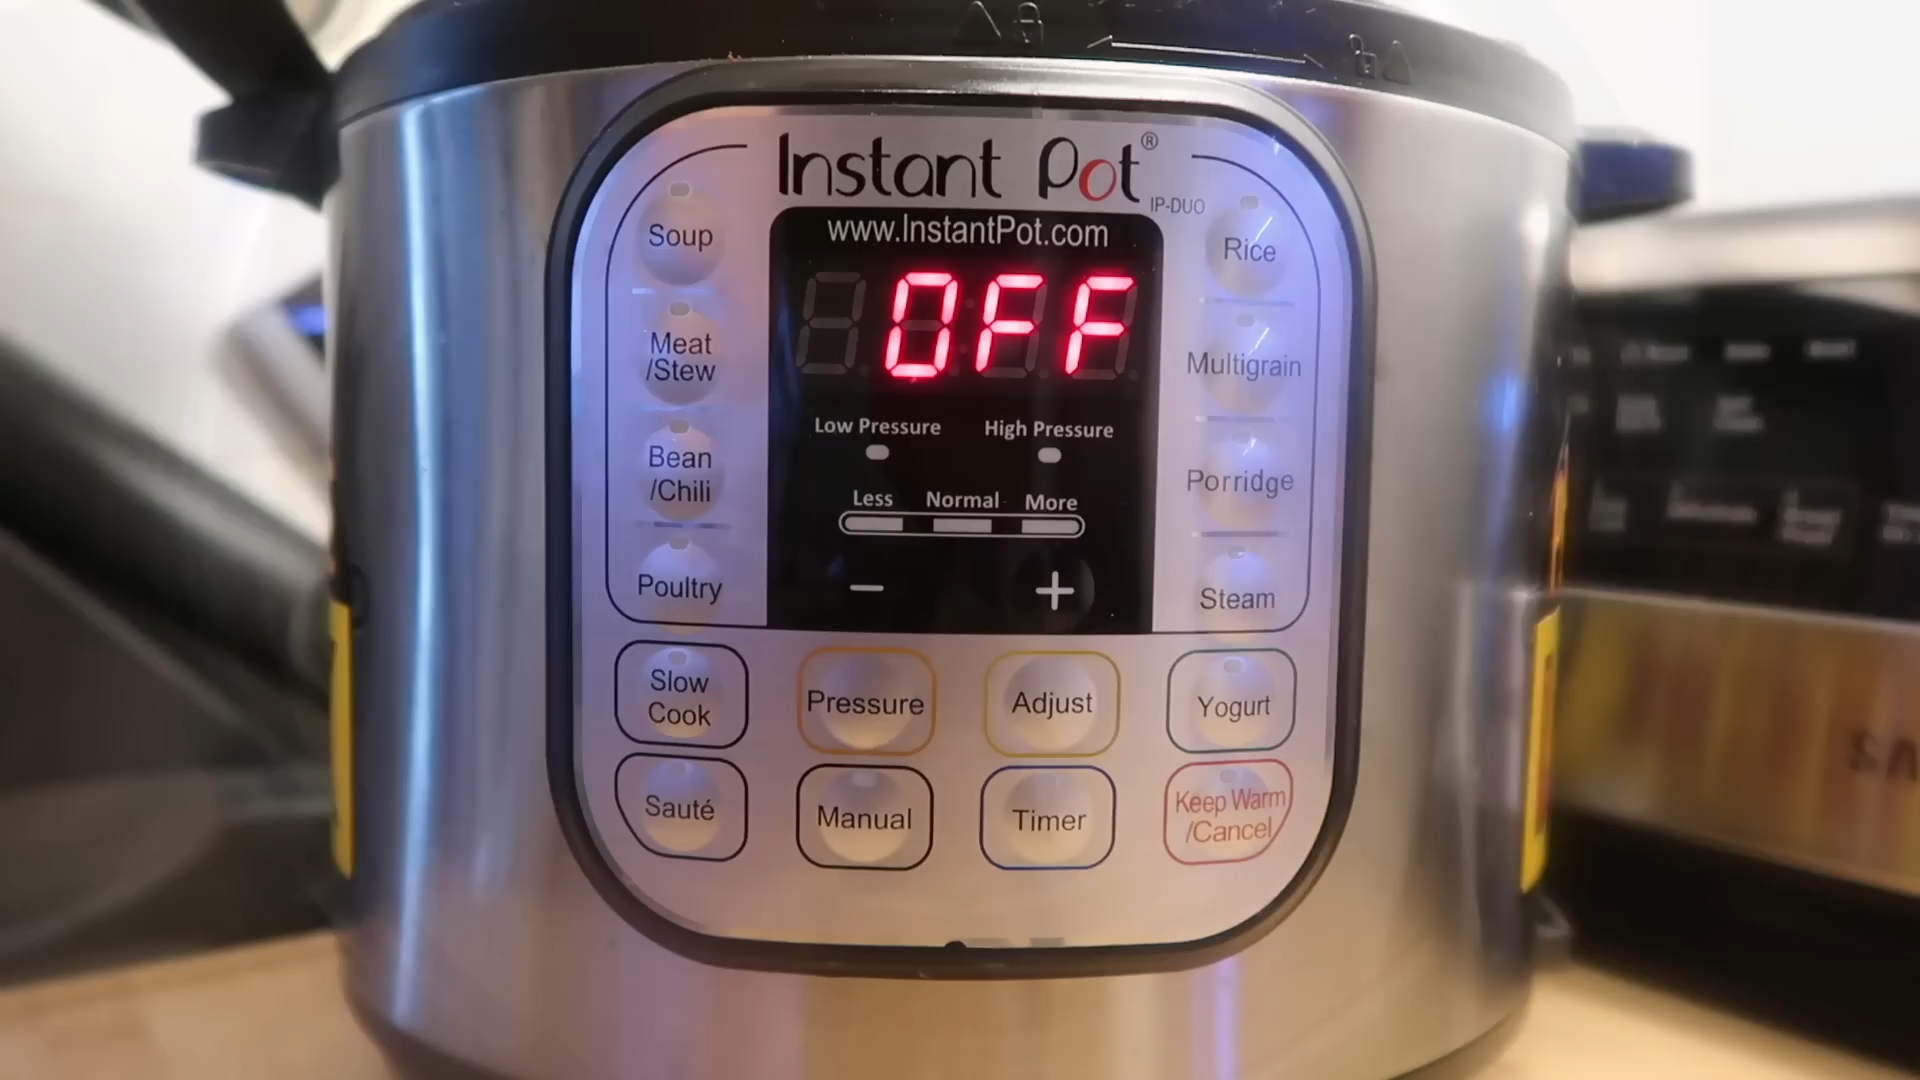 Instant Pot®
IP-DUO
www.InstantPot.com
OFF
Soup
Meat
/Stew
Bean
/Chili
Poultry
Low Pressure
High Pressure
Less
Normal
More
−
+
Rice
Multigrain
Porridge
Steam
Slow
Cook
Pressure
Adjust
Yogurt
Sauté
Manual
Timer
Keep Warm
/Cancel
SA